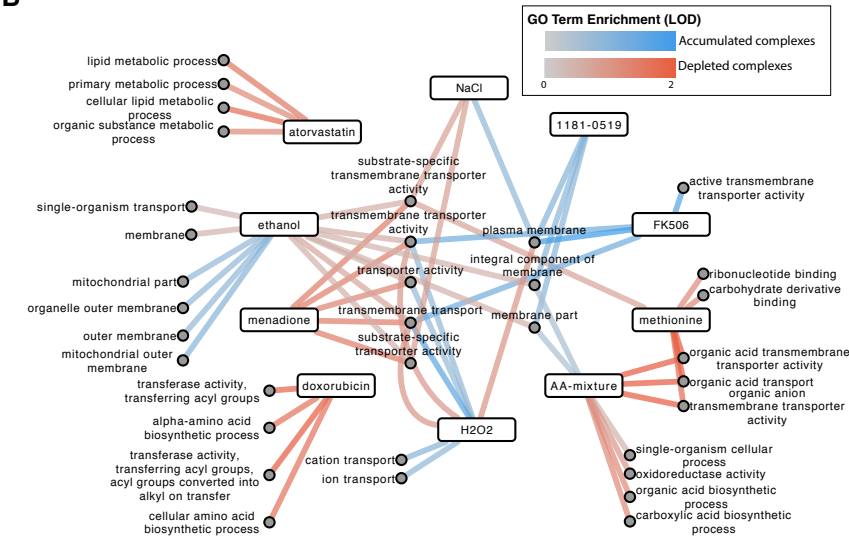 GO Term Enrichment (LOD)
Accumulated complexes
Depleted complexes
0
2
lipid metabolic process
primary metabolic process
cellular lipid metabolic
process
organic substance metabolic
process
atorvastatin
NaCl
1181-0519
substrate-specific
transmembrane transporter
activity
active transmembrane
transporter activity
single-organism transport
membrane
ethanol
transmembrane transporter
activity
plasma membrane
FK506
integral component of
membrane
transporter activity
mitochondrial part
organelle outer membrane
outer membrane
mitochondrial outer
membrane
ribonucleotide binding
carbohydrate derivative
binding
menadione
transmembrane transport
membrane part
methionine
substrate-specific
transporter activity
organic acid transmembrane
transporter activity
organic acid transport
organic anion
transmembrane transporter
activity
transferase activity,
transferring acyl groups
doxorubicin
AA-mixture
alpha-amino acid
biosynthetic process
H2O2
transferase activity,
transferring acyl groups,
acyl groups converted into
alkyl on transfer
cation transport
ion transport
single-organism cellular
process
oxidoreductase activity
organic acid biosynthetic
process
carboxylic acid biosynthetic
process
cellular amino acid
biosynthetic process